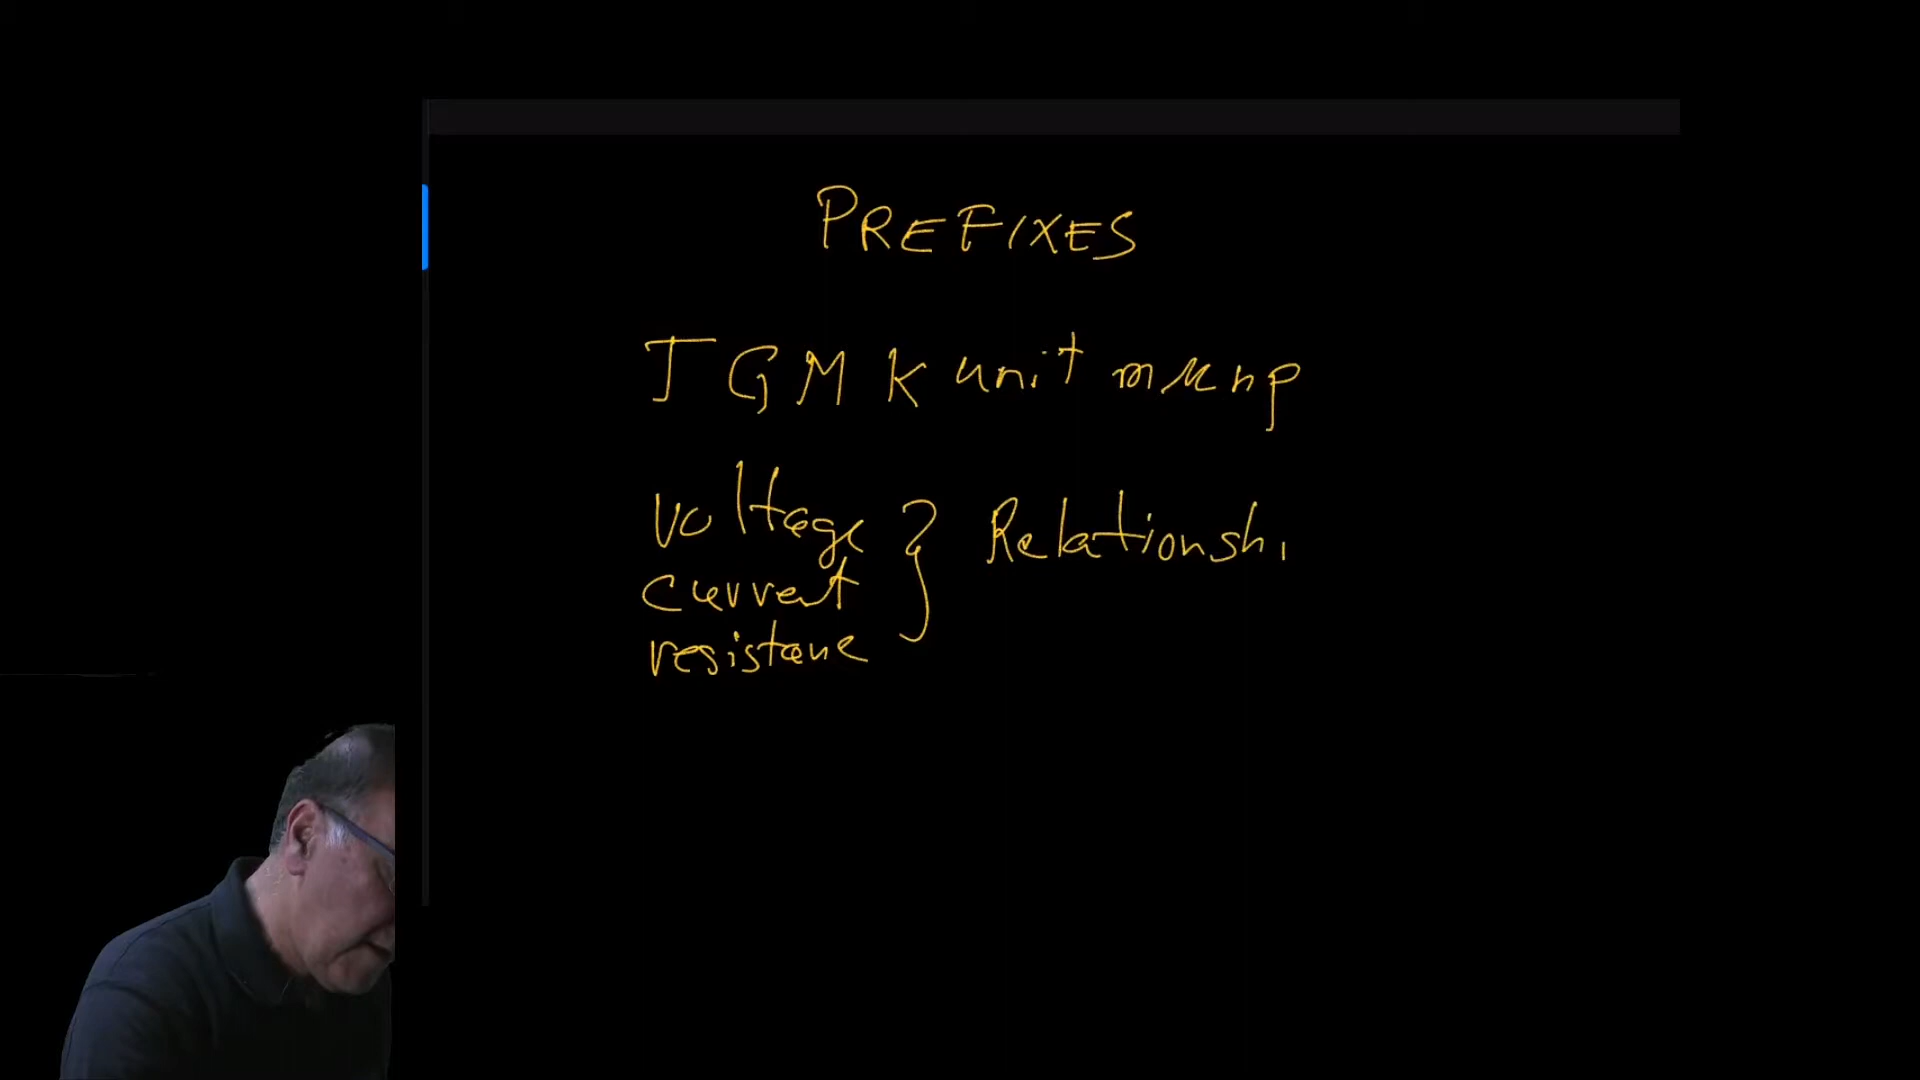 PREFIXES
T G M K unit m μ n p
voltage
current } Relationshi
resistane